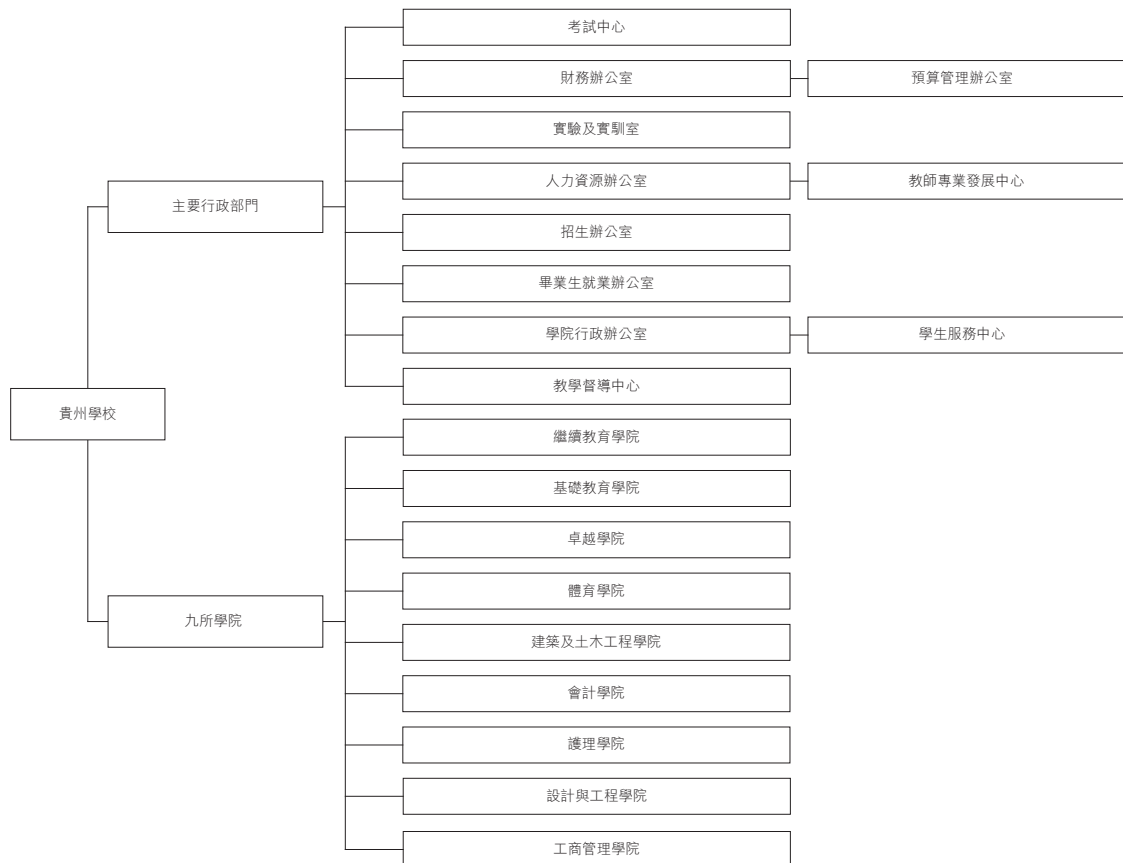 貴州學校
主要行政部門
考試中心
財務辦公室
預算管理辦公室
實驗及實馴室
人力資源辦公室
教師專業發展中心
招生辦公室
畢業生就業辦公室
學院行政辦公室
學生服務中心
教學督導中心
九所學院
繼續教育學院
基礎教育學院
卓越學院
體育學院
建築及土木工程學院
會計學院
護理學院
設計與工程學院
工商管理學院